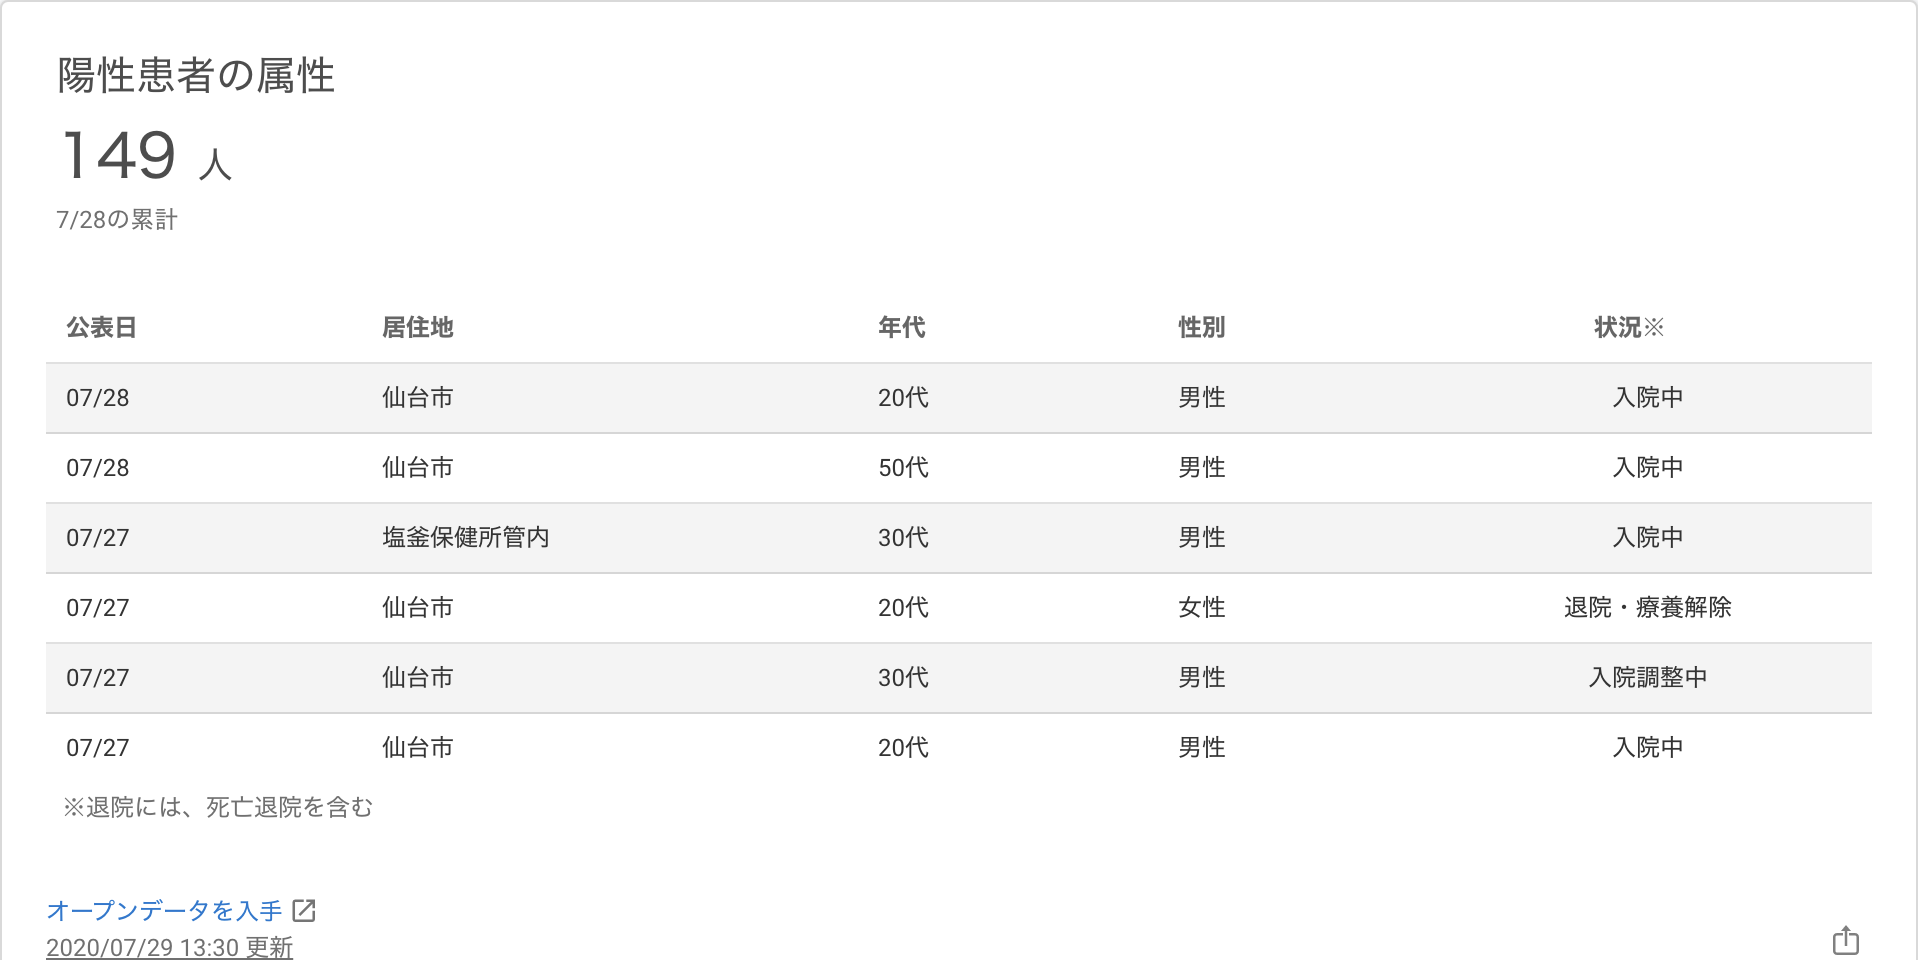 陽性患者の属性
149 人
7/28の累計
公表日 居住地 年代 性別 状況※
07/28 仙台市 20代 男性 入院中
07/28 仙台市 50代 男性 入院中
07/27 塩釜保健所管内 30代 男性 入院中
07/27 仙台市 20代 女性 退院・療養解除
07/27 仙台市 30代 男性 入院調整中
07/27 仙台市 20代 男性 入院中
※退院には、死亡退院を含む
オープンデータを入手
2020/07/29 13:30 更新